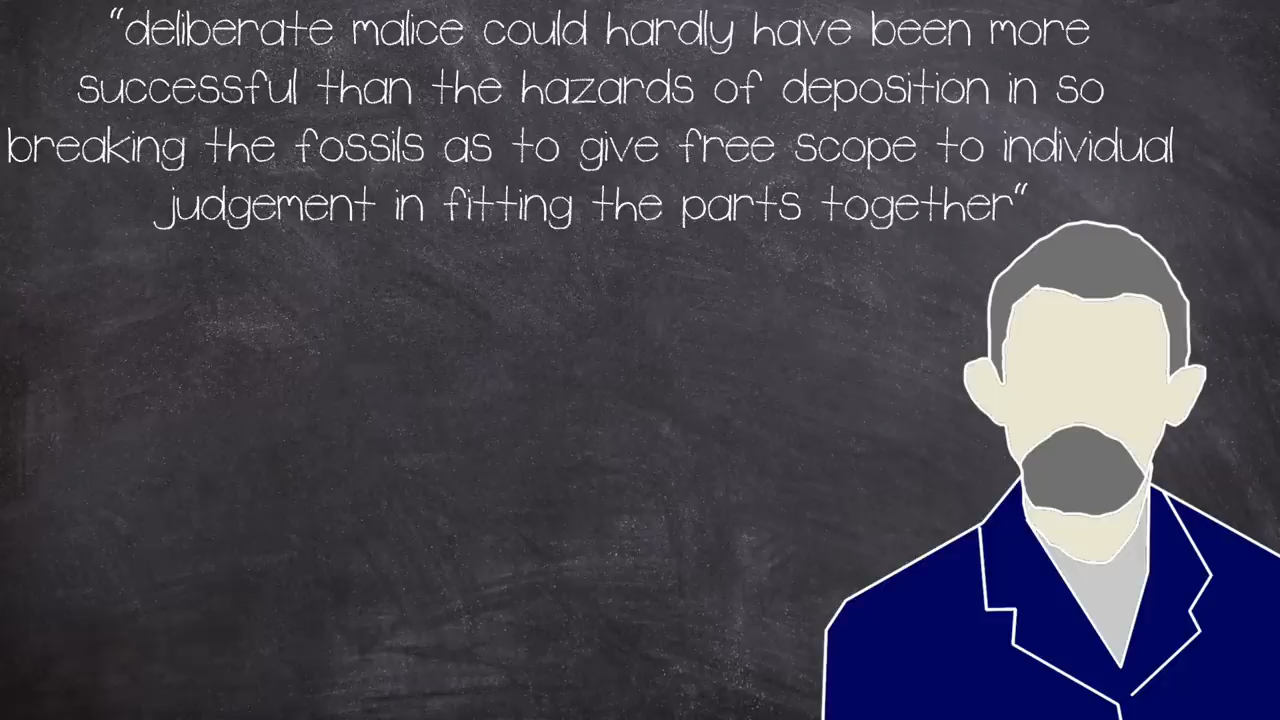 “deliberate malice could hardly have been more
successful than the hazards of deposition in so
breaking the fossils as to give free scope to individual
judgement in fitting the parts together“